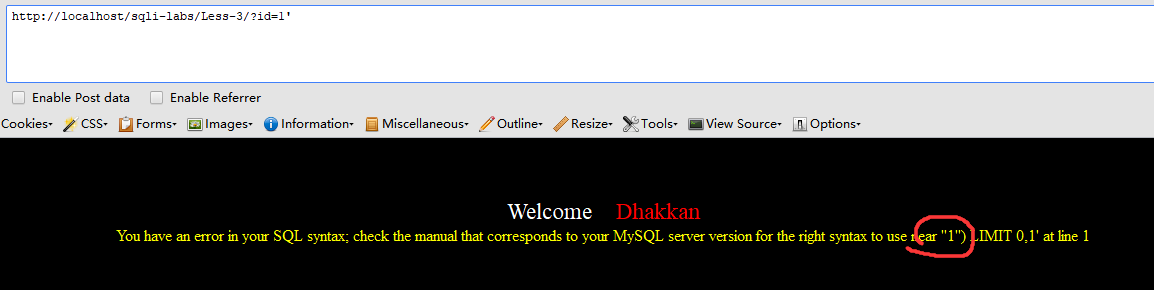 http://localhost/sqli-labs/Less-3/?id=1'
Enable Post data Enable Referrer
Cookies CSS Forms Images Information Miscellaneous Outline Resize Tools View Source Options
Welcome Dhakkan
You have an error in your SQL syntax; check the manual that corresponds to your MySQL server version for the right syntax to use near ''1'') LIMIT 0,1' at line 1